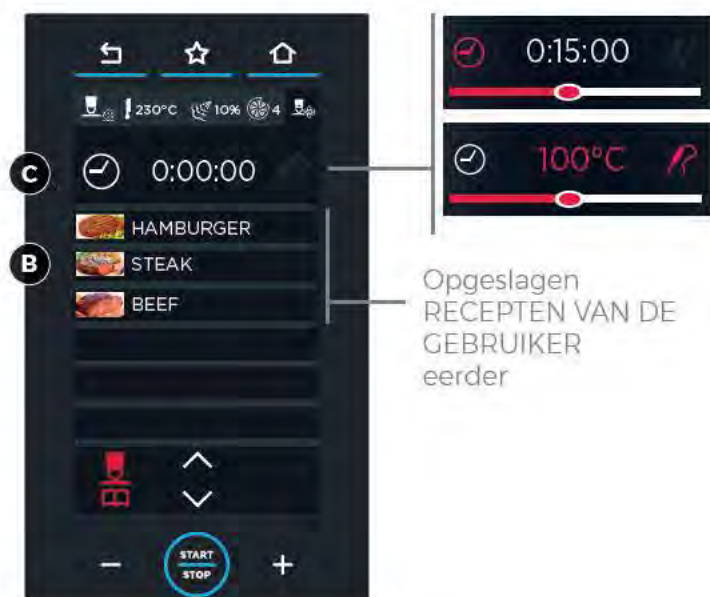 230°C 10% 4
C
0:00:00
HAMBURGER
B
STEAK
BEEF
START
STOP
− +
0:15:00
100°C
Opgeslagen
RECEPTEN VAN DE
GEBRUIKER
eerder